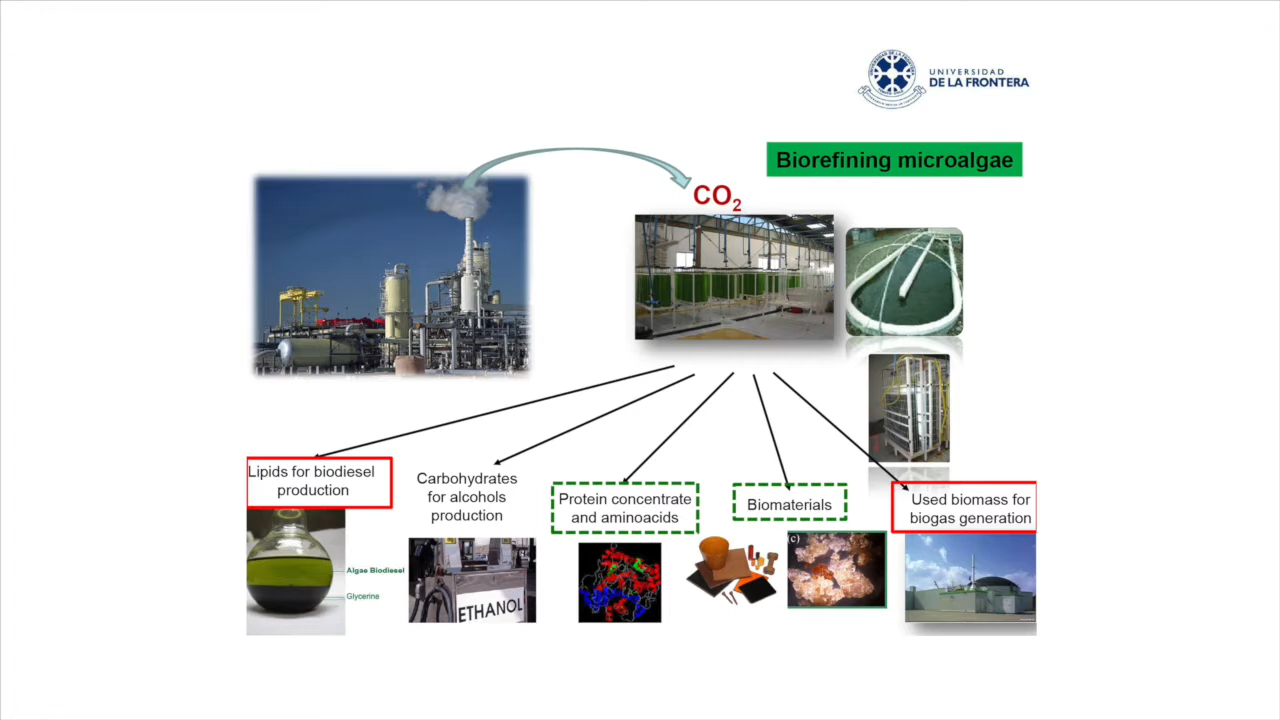 UNIVERSIDAD
DE LA FRONTERA
Biorefining microalgae
CO2
Lipids for biodiesel
production
Carbohydrates
for alcohols
production
Protein concentrate
and aminoacids
Biomaterials
Used biomass for
biogas generation
Algae Biodiesel
Glycerine
ETHANOL
(c)